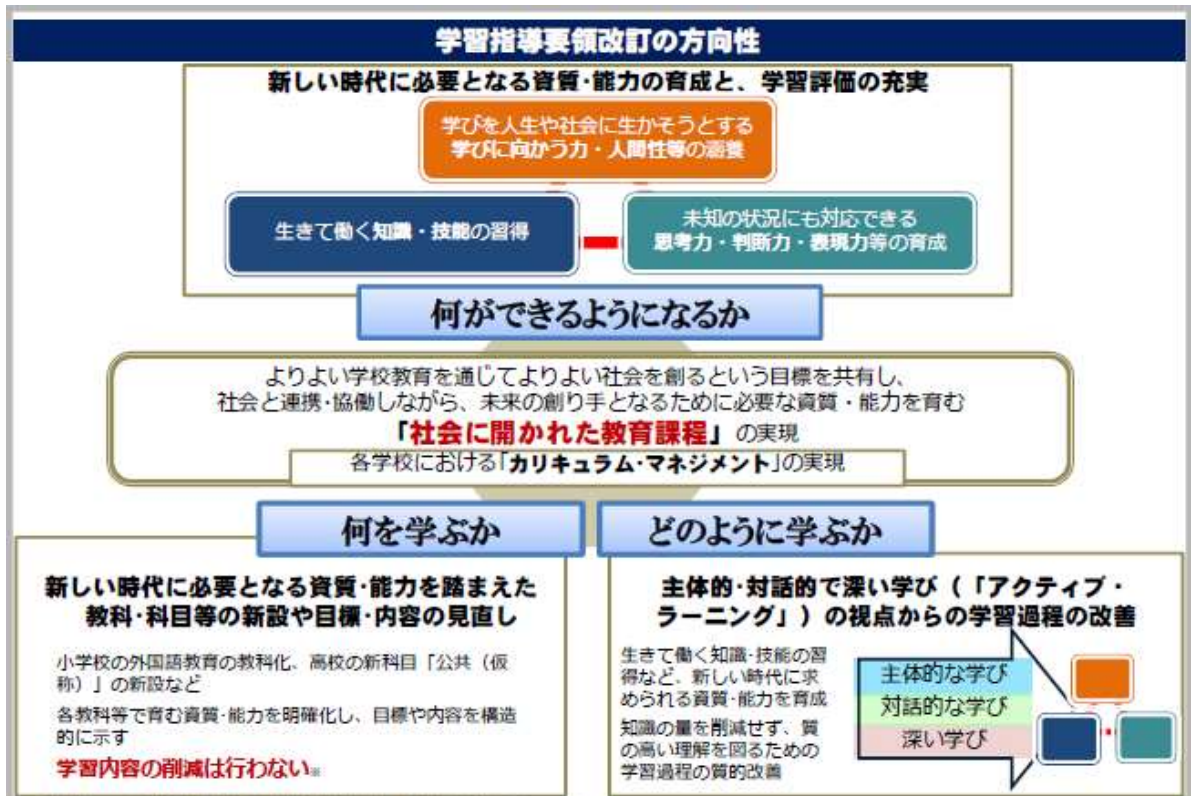 学習指導要領改訂の方向性
新しい時代に必要となる資質・能力の育成と、学習評価の充実
学びを人生や社会に生かそうとする
学びに向かう力・人間性等の涵養
生きて働く知識・技能の習得
未知の状況にも対応できる
思考力・判断力・表現力等の育成
何ができるようになるか
よりよい学校教育を通じてよりよい社会を創るという目標を共有し、
社会と連携・協働しながら、未来の創り手となるために必要な資質・能力を育む
「社会に開かれた教育課程」の実現
各学校における「カリキュラム・マネジメント」の実現
何を学ぶか
新しい時代に必要となる資質・能力を踏まえた
教科・科目等の新設や目標・内容の見直し
小学校の外国語教育の教科化、高校の新科目「公共（仮
称）」の新設など
各教科等で育む資質・能力を明確化し、目標や内容を構造
的に示す
学習内容の削減は行わない※
どのように学ぶか
主体的・対話的で深い学び（「アクティブ・
ラーニング」）の視点からの学習過程の改善
生きて働く知識・技能の習
得など、新しい時代に求
められる資質・能力を育成
知識の量を削減せず、質
の高い理解を図るための
学習過程の質的改善
主体的な学び
対話的な学び
深い学び